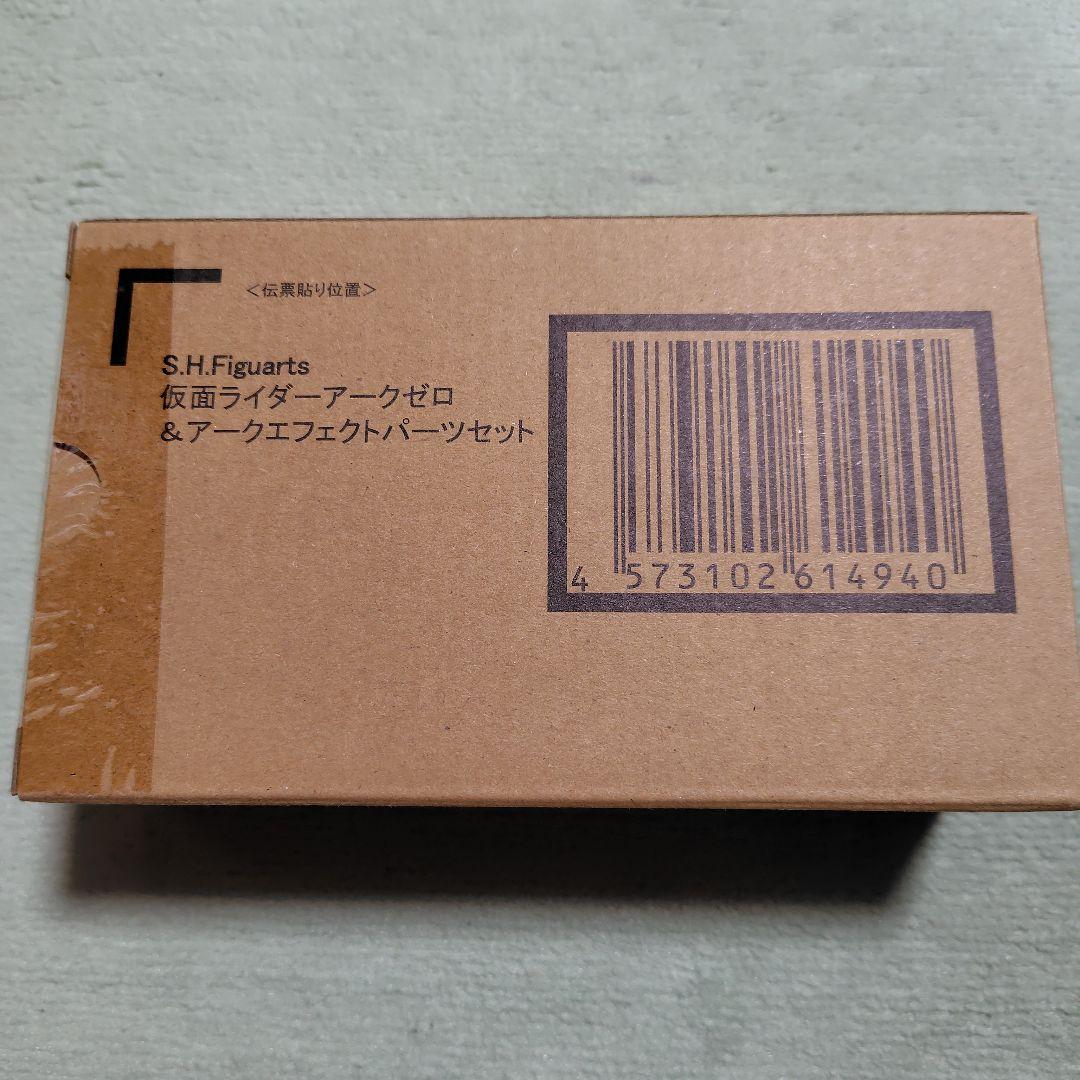 ＜伝票貼り位置＞
S.H.Figuarts
仮面ライダーアークゼロ
＆アークエフェクトパーツセット
4 573102 614940